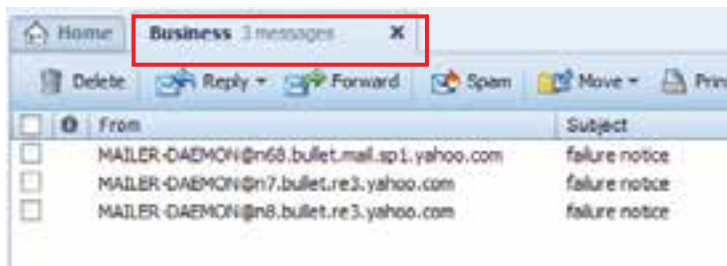 Home Business 3 messages x
Delete Reply Forward Spam Move Prin
From Subject
MAILER-DAEMON@n68.bullet.mail.sp1.yahoo.com failure notice
MAILER-DAEMON@n7.bullet.re3.yahoo.com failure notice
MAILER-DAEMON@n8.bullet.re3.yahoo.com failure notice